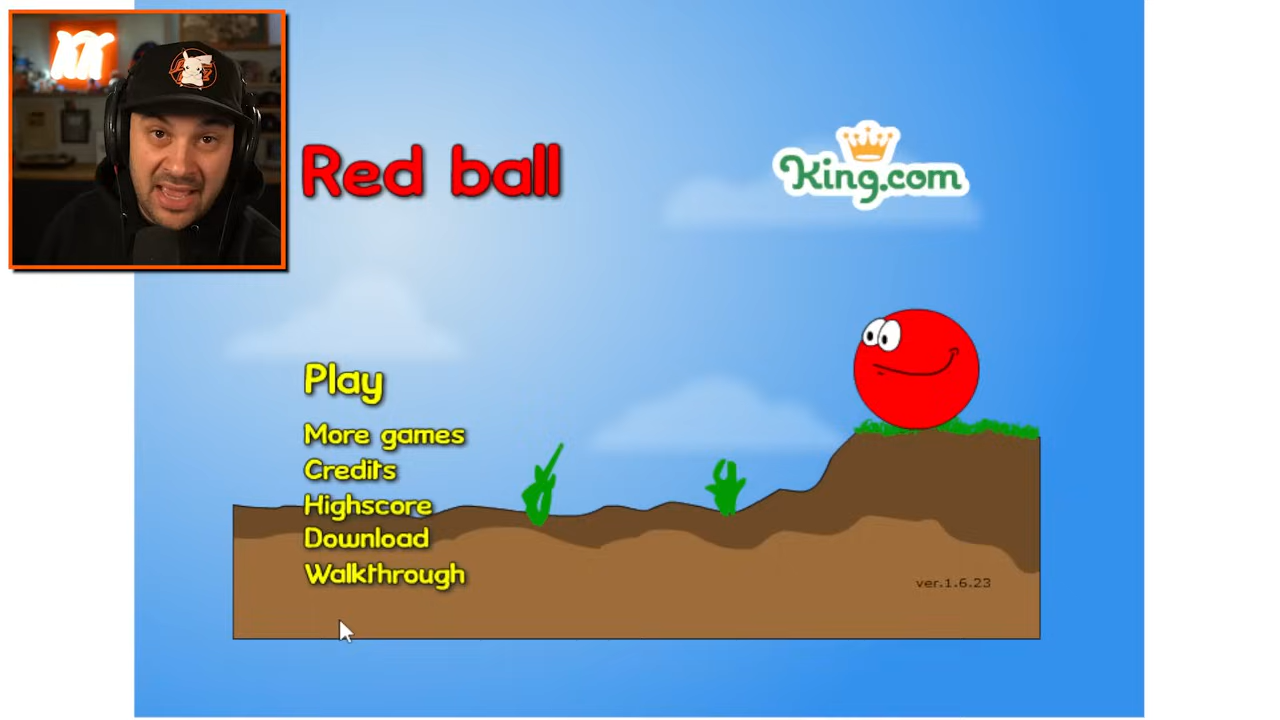 Red ball
King.com
Play
More games
Credits
Highscore
Download
Walkthrough
ver.1.6.23